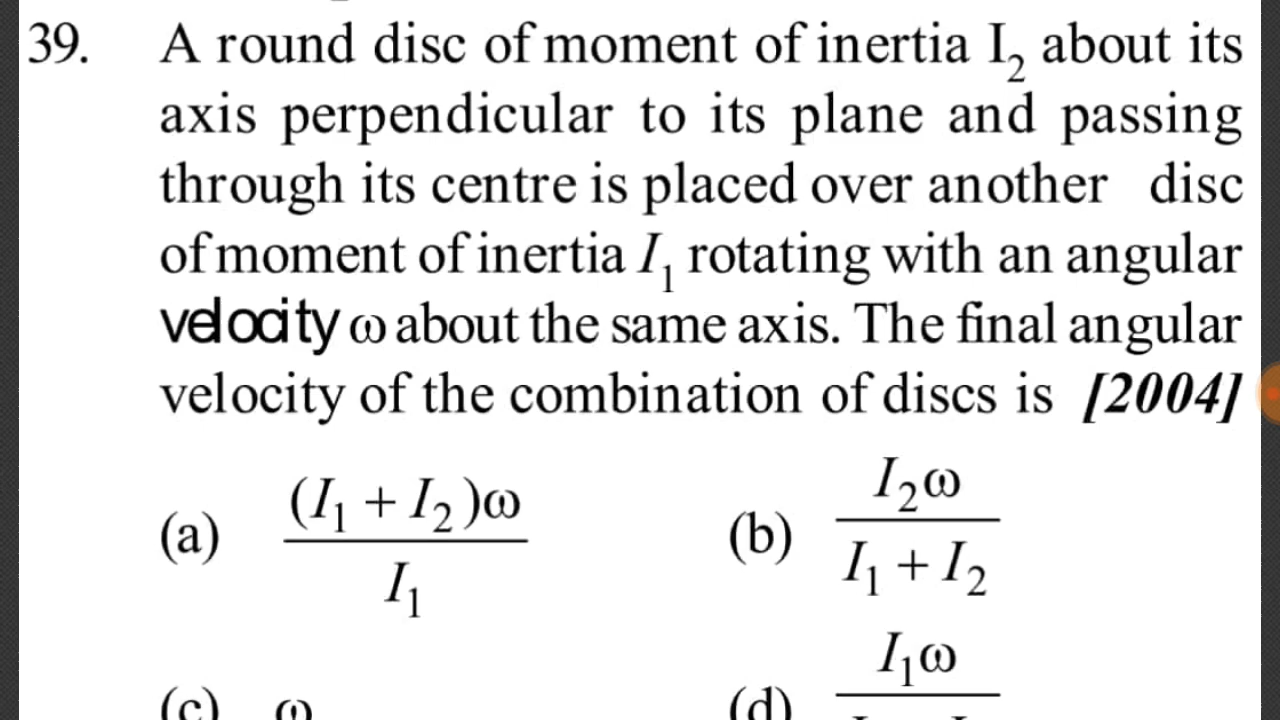 39. A round disc of moment of inertia I₂ about its
axis perpendicular to its plane and passing
through its centre is placed over another disc
of moment of inertia I₁ rotating with an angular
velocity ω about the same axis. The final angular
velocity of the combination of discs is [2004]
(a) (I₁ + I₂)ω / I₁ (b) I₂ω / I₁ + I₂
(c) ω (d) I₁ω